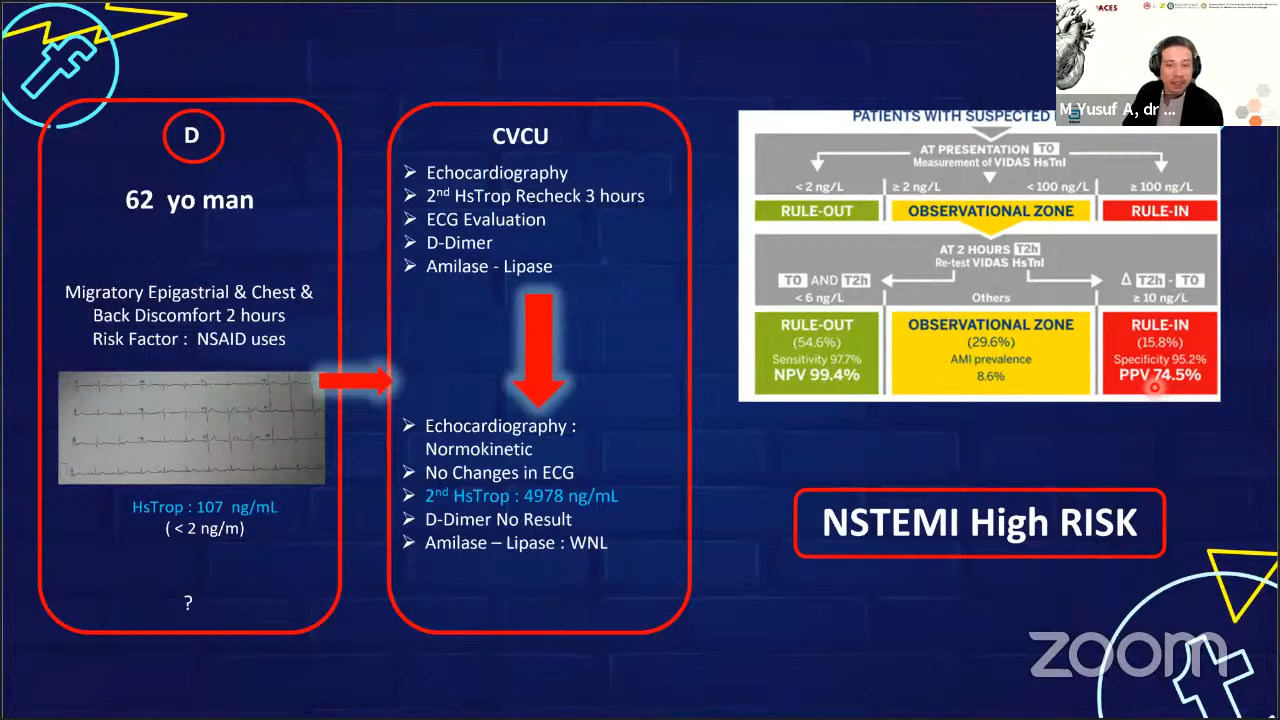 D
62 yo man
Migratory Epigastrial & Chest &
Back Discomfort 2 hours
Risk Factor : NSAID uses
HsTrop : 107 ng/mL
( < 2 ng/m)
?
CVCU
Echocardiography
2nd HsTrop Recheck 3 hours
ECG Evaluation
D-Dimer
Amilase - Lipase
Echocardiography :
Normokinetic
No Changes in ECG
2nd HsTrop : 4978 ng/mL
D-Dimer No Result
Amilase – Lipase : WNL
PATIENTS WITH SUSPECTED
AT PRESENTATION T0
Measurement of VIDAS HsTnI
< 2 ng/L
≥ 2 ng/L
< 100 ng/L
≥ 100 ng/L
RULE-OUT
OBSERVATIONAL ZONE
RULE-IN
AT 2 HOURS T2h
Re-test VIDAS HsTnI
T0 AND T2h
Δ T2h - T0
< 6 ng/L
Others
≥ 10 ng/L
RULE-OUT
(54.6%)
Sensitivity 97.7%
NPV 99.4%
OBSERVATIONAL ZONE
(29.6%)
AMI prevalence
8.6%
RULE-IN
(15.8%)
Specificity 95.2%
PPV 74.5%
NSTEMI High RISK
ACES
M Yusuf A, dr ...
zoom